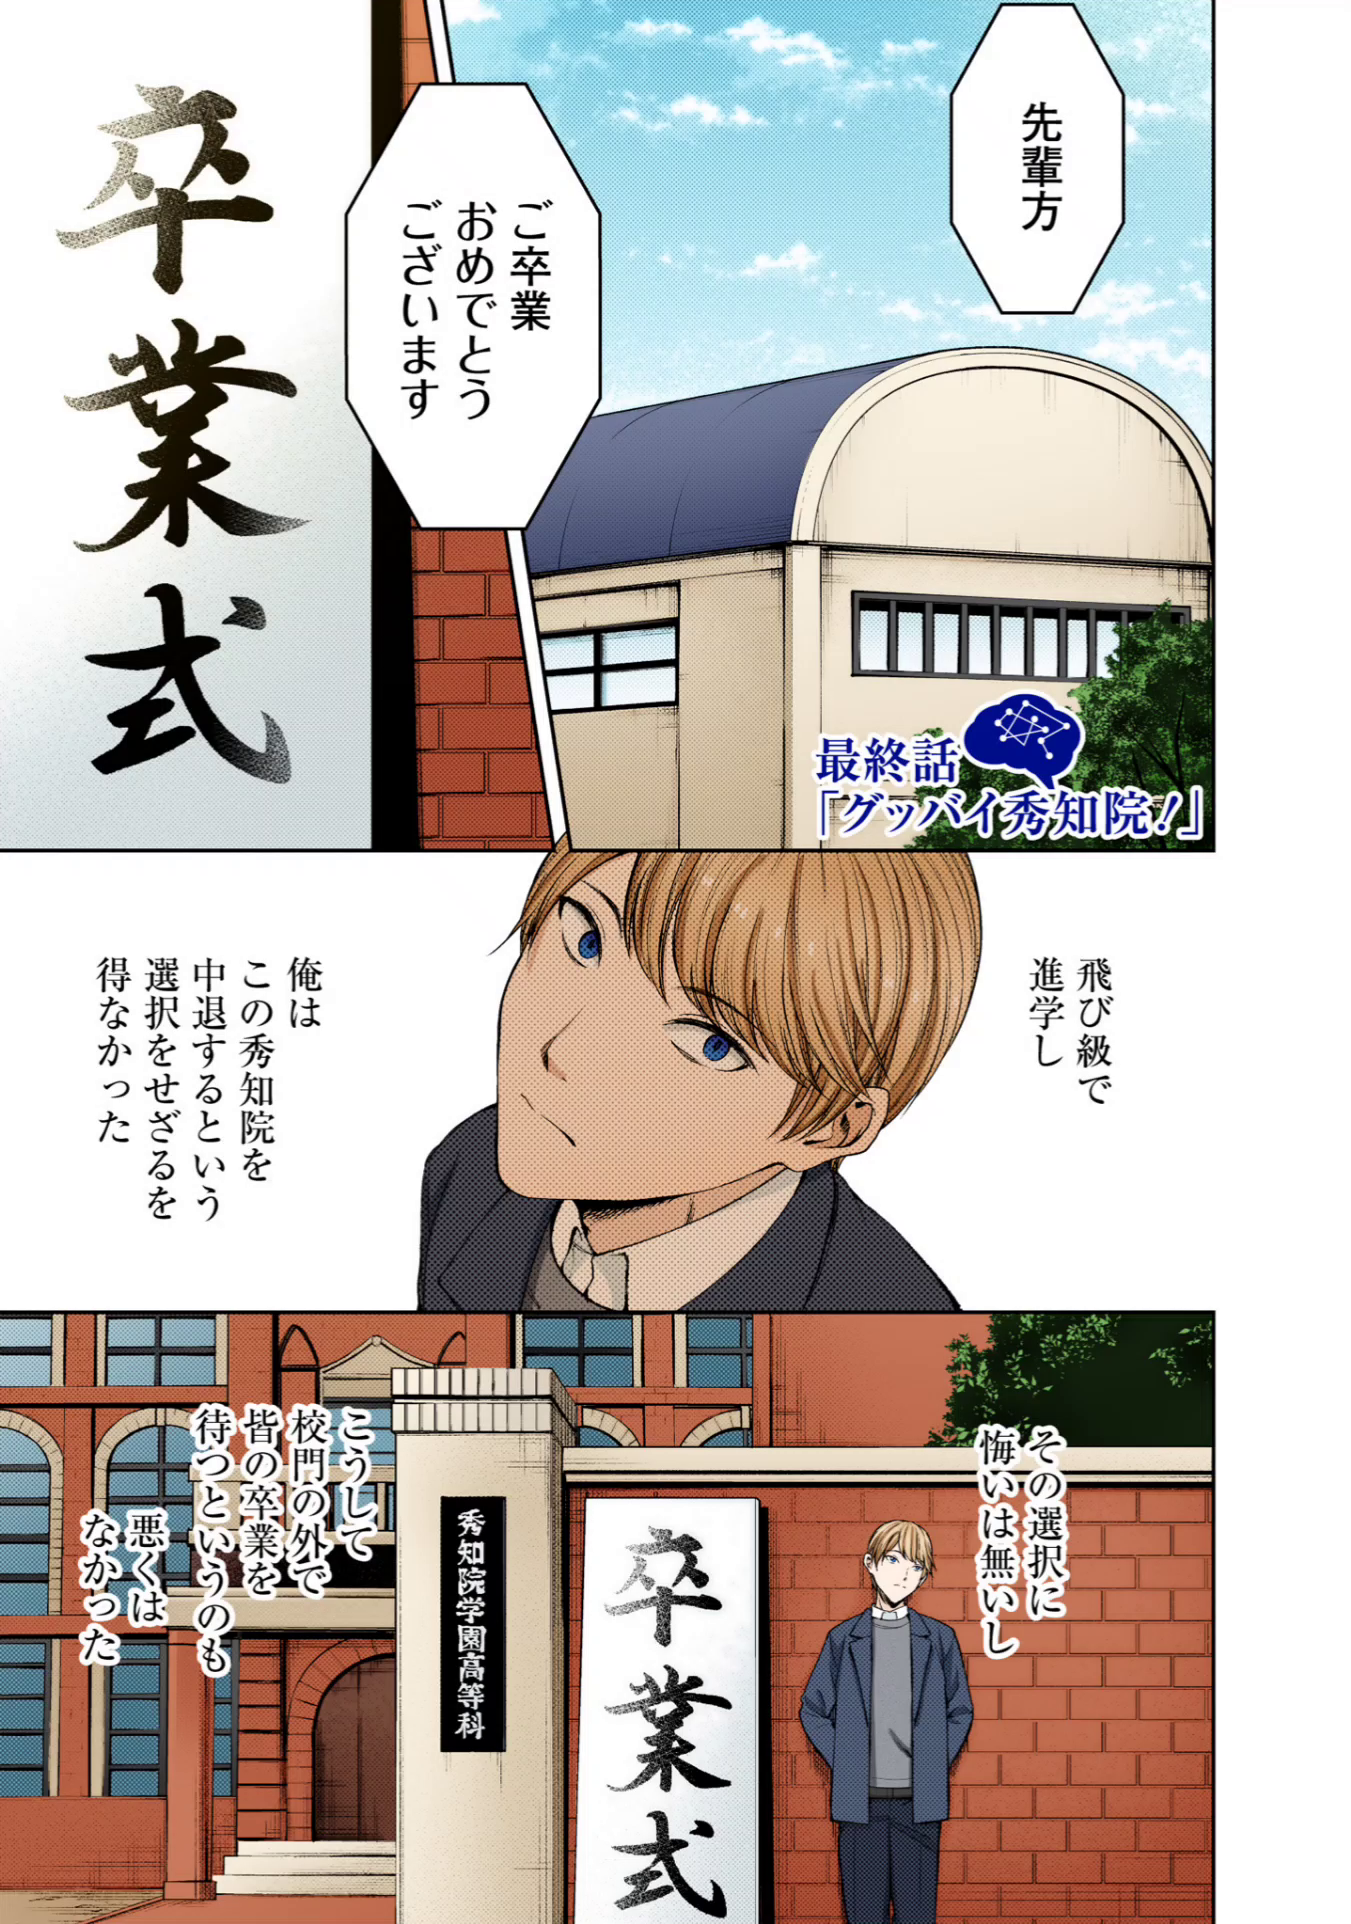 先輩方
ご卒業
おめでとう
ございます
卒業式
最終話
「グッバイ秀知院!」
飛び級で
進学し
俺は
この秀知院を
中退するという
選択をせざるを
得なかった
その選択に
悔いは無いし
こうして
校門の外で
皆の卒業を
待つというのも
悪くは
なかった
卒業式
秀知院学園高等科